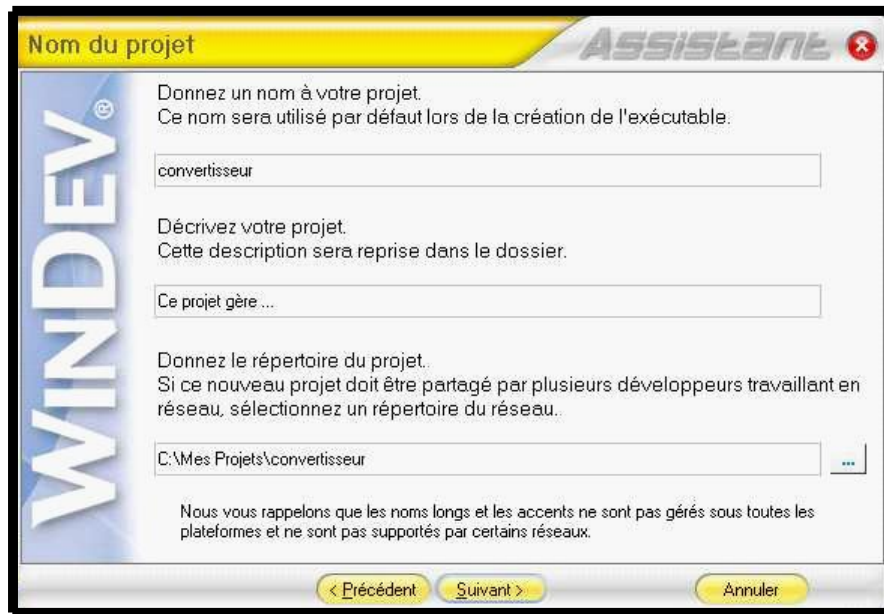 Nom du projet
Assistant
WINDEV®
Donnez un nom à votre projet.
Ce nom sera utilisé par défaut lors de la création de l'exécutable.
convertisseur
Décrivez votre projet.
Cette description sera reprise dans le dossier.
Ce projet gère ...
Donnez le répertoire du projet.
Si ce nouveau projet doit être partagé par plusieurs développeurs travaillant en
réseau, sélectionnez un répertoire du réseau.
C:\Mes Projets\convertisseur
...
Nous vous rappelons que les noms longs et les accents ne sont pas gérés sous toutes les
plateformes et ne sont pas supportés par certains réseaux.
< Précédent
Suivant >
Annuler